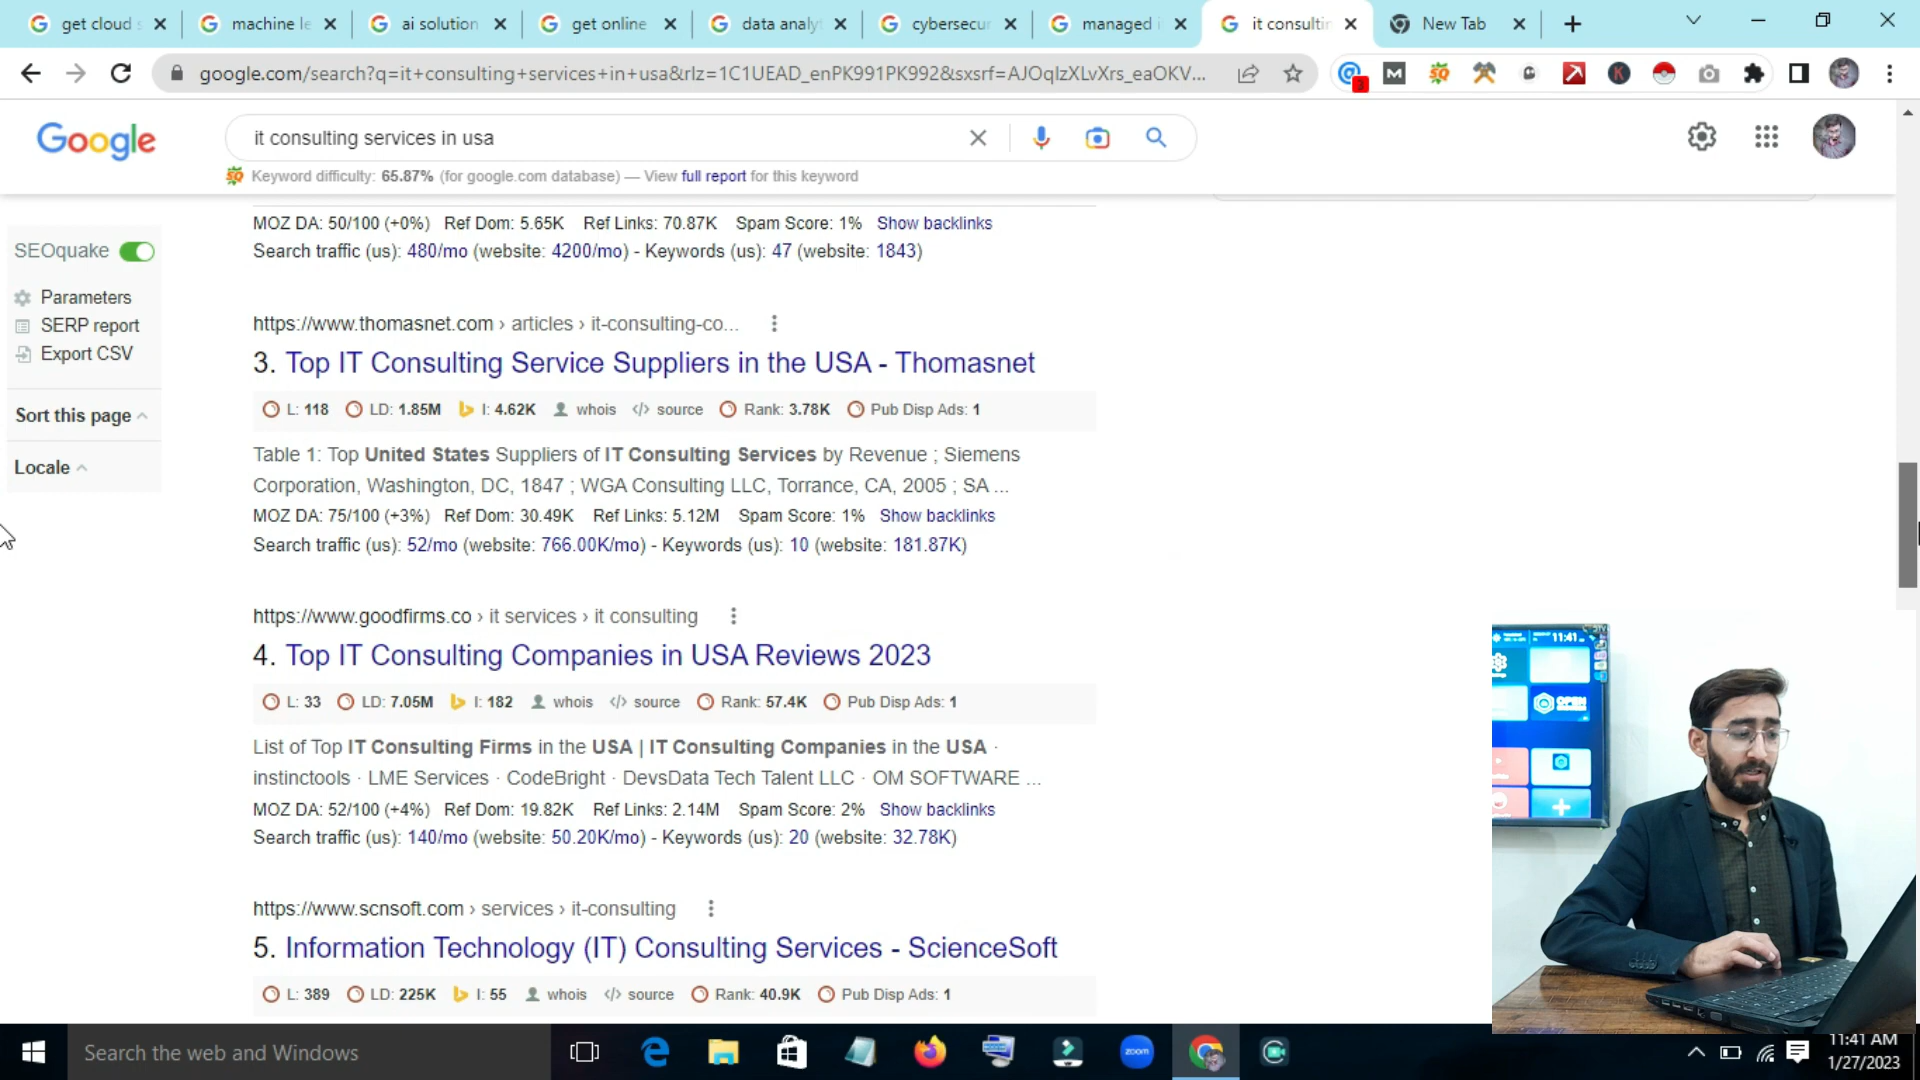 get cloud s
machine le
ai solution
get online
data analyt
cybersecur
managed i
it consultin
New Tab
google.com/search?q=it+consulting+services+in+usa&rlz=1C1UEAD_enPK991PK992&sxsrf=AJOqlzXLvXrs_eaOKV...
3
Google
it consulting services in usa
Keyword difficulty: 65.87% (for google.com database) — View full report for this keyword
SEOquake
Parameters
SERP report
Export CSV
Sort this page
Locale
MOZ DA: 50/100 (+0%) Ref Dom: 5.65K Ref Links: 70.87K Spam Score: 1% Show backlinks
Search traffic (us): 480/mo (website: 4200/mo) - Keywords (us): 47 (website: 1843)
https://www.thomasnet.com › articles › it-consulting-co...
3. Top IT Consulting Service Suppliers in the USA - Thomasnet
L: 118 LD: 1.85M I: 4.62K whois source Rank: 3.78K Pub Disp Ads: 1
Table 1: Top United States Suppliers of IT Consulting Services by Revenue ; Siemens
Corporation, Washington, DC, 1847 ; WGA Consulting LLC, Torrance, CA, 2005 ; SA ...
MOZ DA: 75/100 (+3%) Ref Dom: 30.49K Ref Links: 5.12M Spam Score: 1% Show backlinks
Search traffic (us): 52/mo (website: 766.00K/mo) - Keywords (us): 10 (website: 181.87K)
https://www.goodfirms.co › it services › it consulting
4. Top IT Consulting Companies in USA Reviews 2023
L: 33 LD: 7.05M I: 182 whois source Rank: 57.4K Pub Disp Ads: 1
List of Top IT Consulting Firms in the USA | IT Consulting Companies in the USA ·
instinctools · LME Services · CodeBright · DevsData Tech Talent LLC · OM SOFTWARE ...
MOZ DA: 52/100 (+4%) Ref Dom: 19.82K Ref Links: 2.14M Spam Score: 2% Show backlinks
Search traffic (us): 140/mo (website: 50.20K/mo) - Keywords (us): 20 (website: 32.78K)
https://www.scnsoft.com › services › it-consulting
5. Information Technology (IT) Consulting Services - ScienceSoft
L: 389 LD: 225K I: 55 whois source Rank: 40.9K Pub Disp Ads: 1
11:41
OPEN
Search the web and Windows
zoom
11:41 AM
1/27/2023